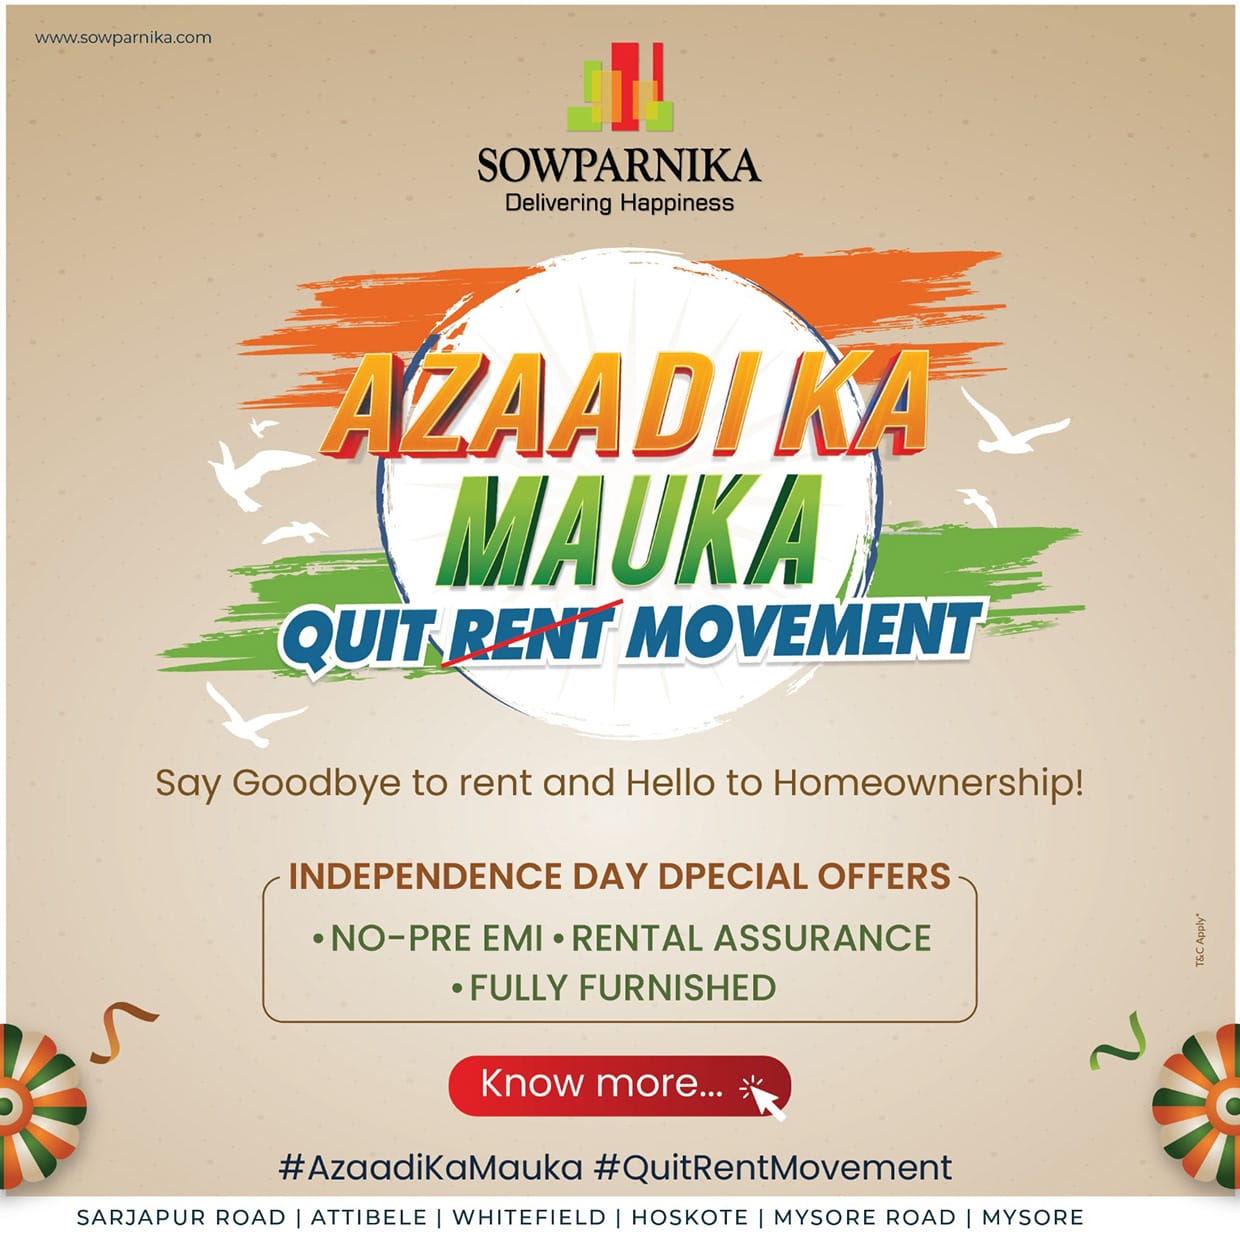 www.sowparnika.com
SOWPARNIKA
Delivering Happiness
AZAADI KA
MAUKA
QUIT RENT MOVEMENT
Say Goodbye to rent and Hello to Homeownership!
INDEPENDENCE DAY DPECIAL OFFERS
•NO-PRE EMI •RENTAL ASSURANCE
•FULLY FURNISHED
T&C Apply*
Know more...
#AzaadiKaMauka #QuitRentMovement
SARJAPUR ROAD | ATTIBELE | WHITEFIELD | HOSKOTE | MYSORE ROAD | MYSORE